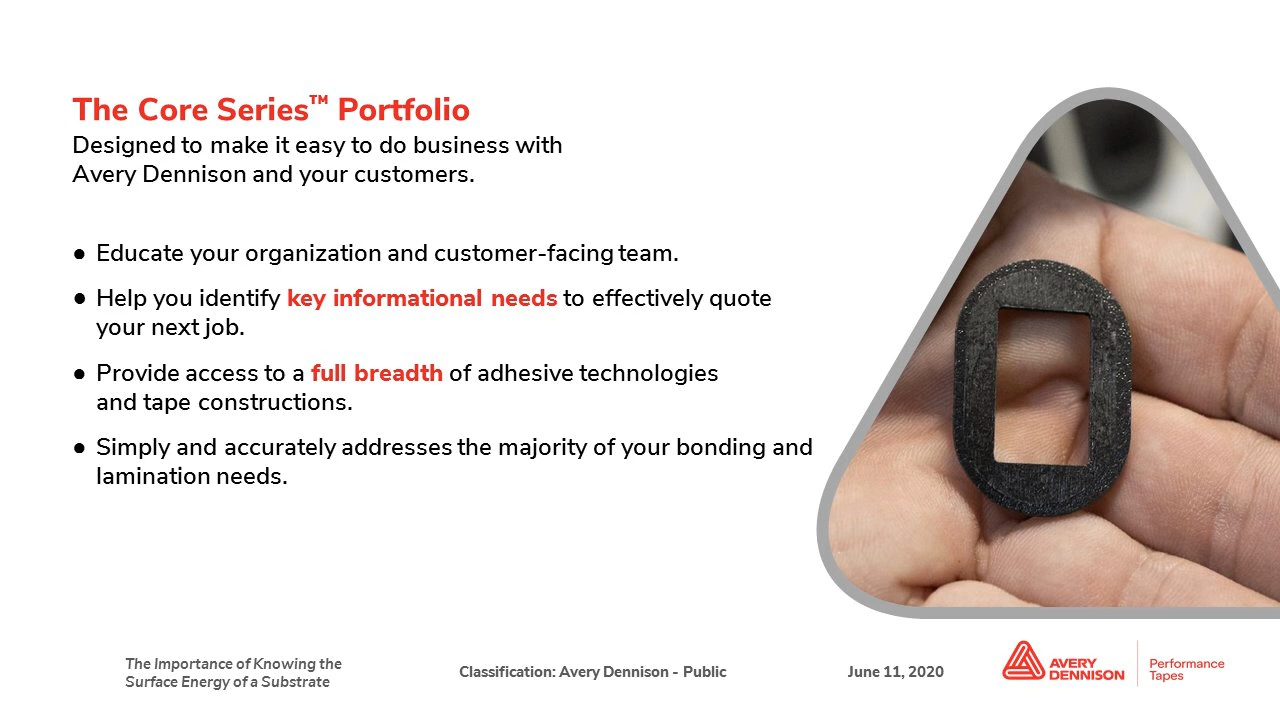 The Core Series™ Portfolio
Designed to make it easy to do business with
Avery Dennison and your customers.
● Educate your organization and customer-facing team.
● Help you identify key informational needs to effectively quote
your next job.
● Provide access to a full breadth of adhesive technologies
and tape constructions.
● Simply and accurately addresses the majority of your bonding and
lamination needs.
The Importance of Knowing the
Surface Energy of a Substrate
Classification: Avery Dennison - Public
June 11, 2020
AVERY
DENNISON
Performance
Tapes